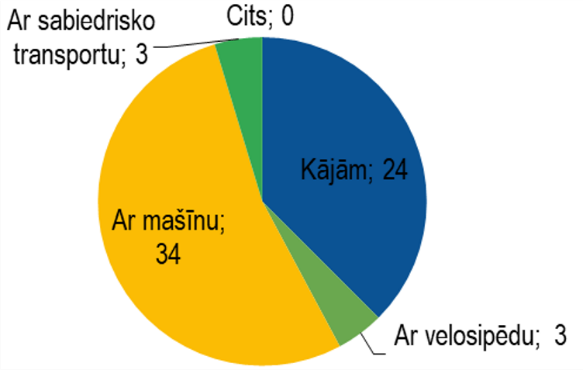 Ar sabiedrisko
transportu; 3
Cits; 0
Kājām; 24
Ar mašīnu;
34
Ar velosipēdu; 3